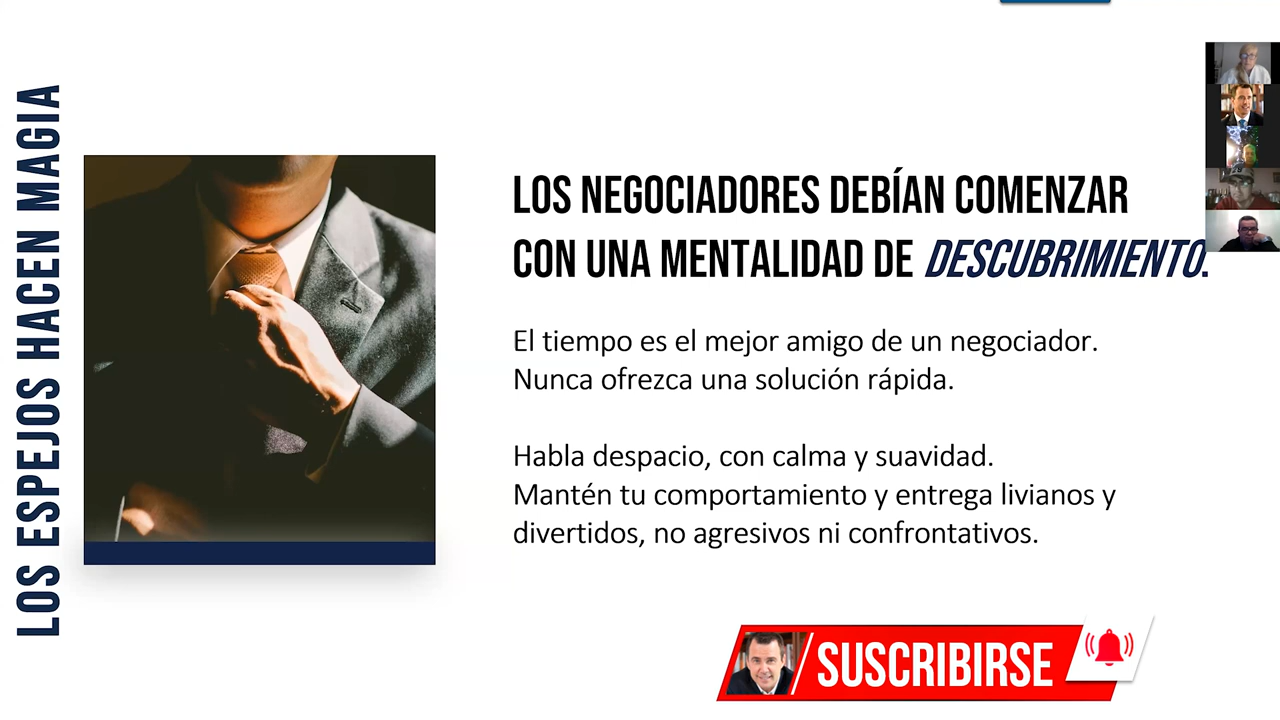 LOS ESPEJOS HACEN MAGIA
LOS NEGOCIADORES DEBÍAN COMENZAR
CON UNA MENTALIDAD DE DESCUBRIMIENTO.
El tiempo es el mejor amigo de un negociador.
Nunca ofrezca una solución rápida.
Habla despacio, con calma y suavidad.
Mantén tu comportamiento y entrega livianos y
divertidos, no agresivos ni confrontativos.
SUSCRIBIRSE